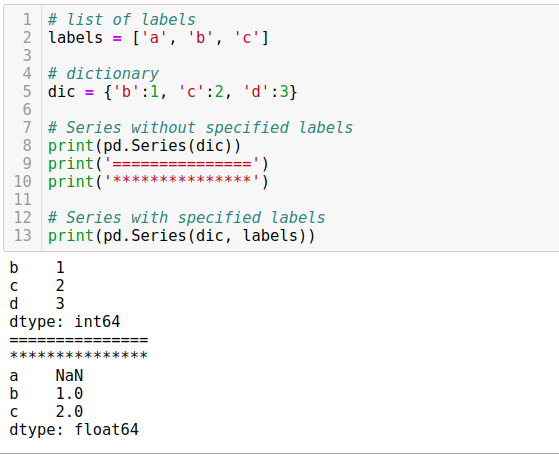 1 # list of labels
2 labels = ['a', 'b', 'c']
3
4 # dictionary
5 dic = {'b':1, 'c':2, 'd':3}
6
7 # Series without specified labels
8 print(pd.Series(dic))
9 print('===============')
10 print('***************')
11
12 # Series with specified labels
13 print(pd.Series(dic, labels))
b    1
c    2
d    3
dtype: int64
===============
***************
a    NaN
b    1.0
c    2.0
dtype: float64